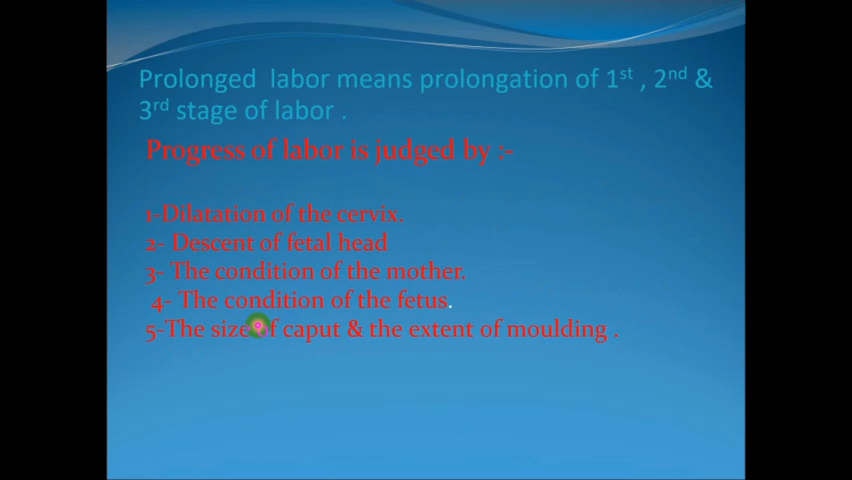 Prolonged labor means prolongation of 1st , 2nd &
3rd stage of labor .
Progress of labor is judged by :-
1-Dilatation of the cervix.
2- Descent of fetal head
3- The condition of the mother.
4- The condition of the fetus.
5-The size of caput & the extent of moulding .